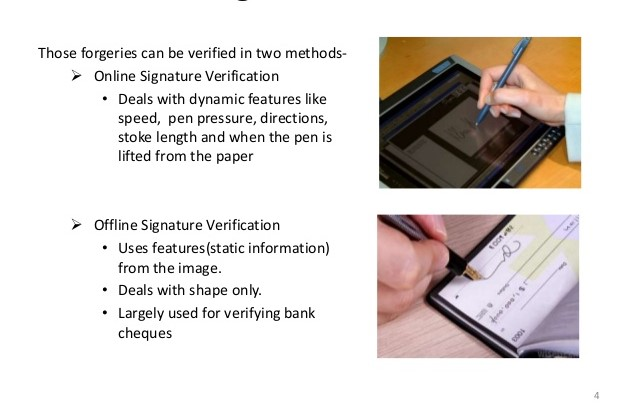 Those forgeries can be verified in two methods-
➢ Online Signature Verification
• Deals with dynamic features like
speed, pen pressure, directions,
stoke length and when the pen is
lifted from the paper
➢ Offline Signature Verification
• Uses features(static information)
from the image.
• Deals with shape only.
• Largely used for verifying bank
cheques
4